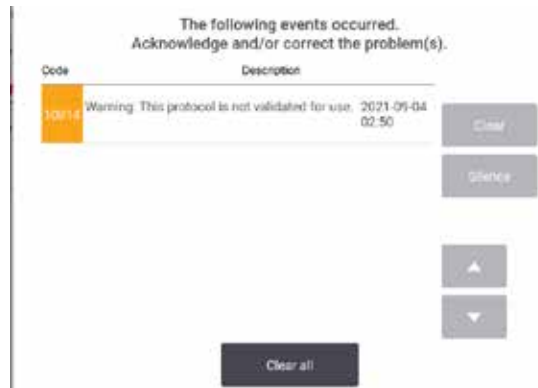 The following events occurred.
Acknowledge and/or correct the problem(s).
Code Description
Warning: This protocol is not validated for use. 2021-09-04
02:50
Clear
Silence
Clear all